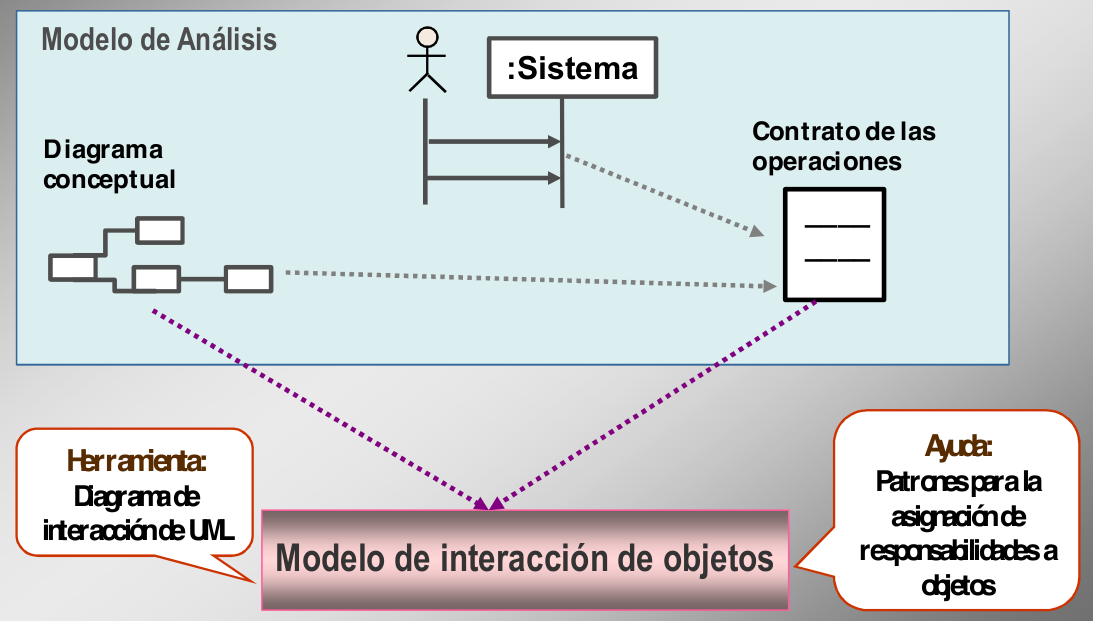 Modelo de Análisis
:Sistema
Diagrama
conceptual
Contrato de las
operaciones
Herramienta:
Diagrama de
interacción de UML
Ayuda:
Patrones para la
asignación de
responsabilidades a
objetos
Modelo de interacción de objetos